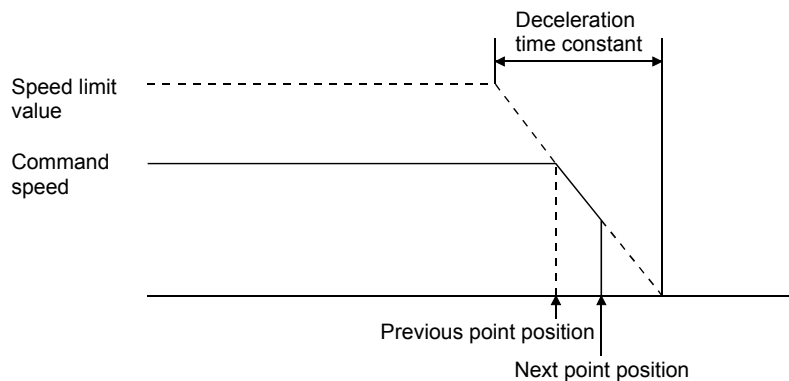 Deceleration
time constant
Speed limit
value
Command
speed
Previous point position
Next point position